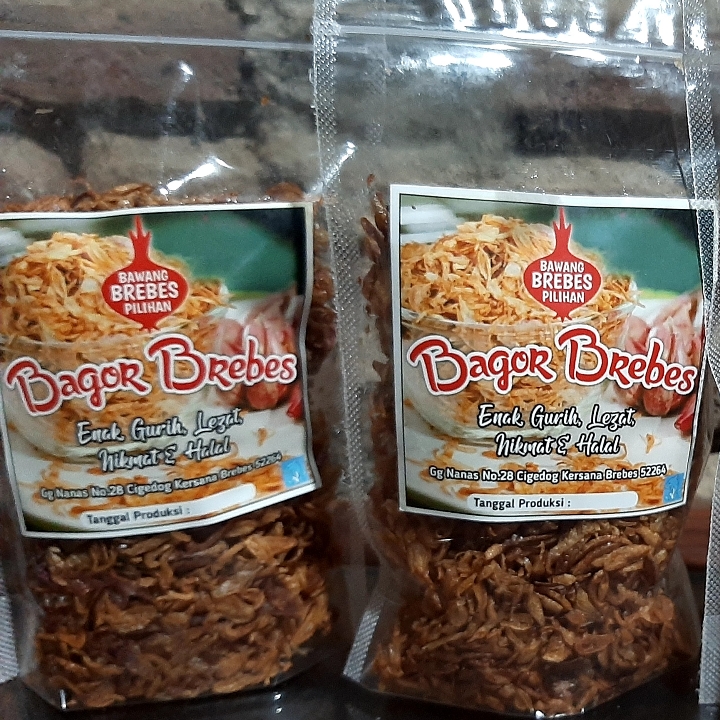 BAWANG
BREBES
PILIHAN
Bagor Brebes
Enak, Gurih, Lezat,
Nikmat & Halal
Gg Nanas No.28 Cigedog Kersana Brebes 52264
Tanggal Produksi :
BAWANG
BREBES
PILIHAN
Bagor Brebes
Enak, Gurih, Lezat,
Nikmat & Halal
Gg Nanas No.28 Cigedog Kersana Brebes 52264
Tanggal Produksi :